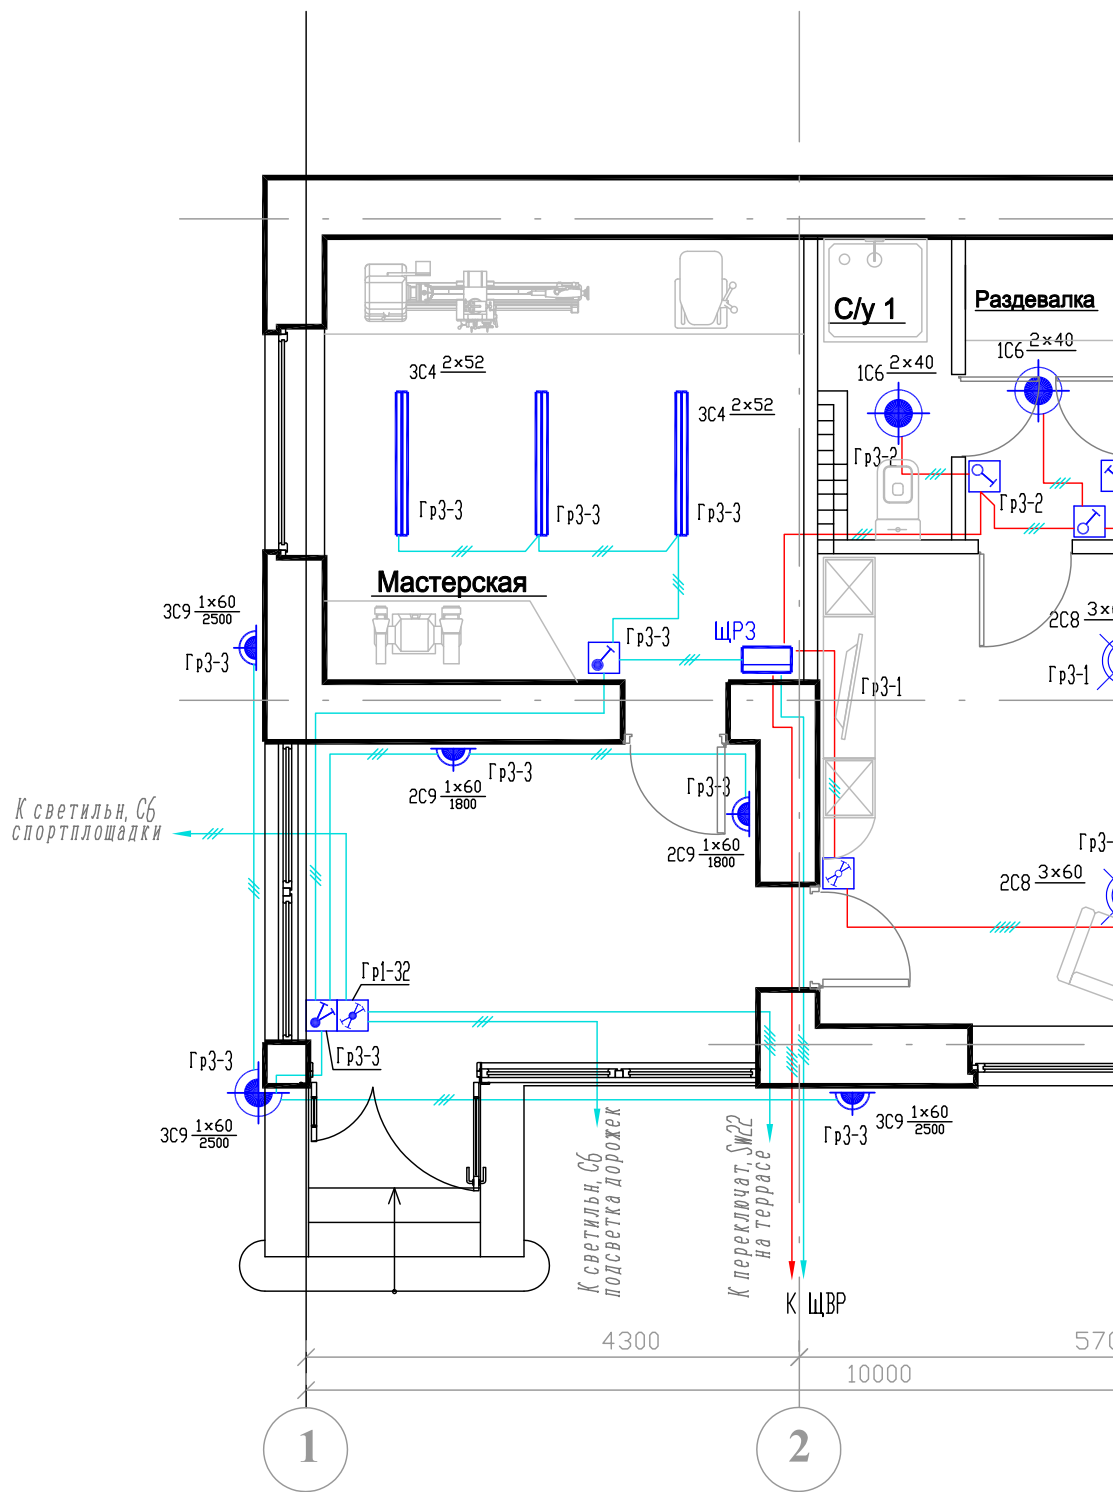 Раздевалка
С/у 1
1С6 2×40
1С6 2×40
3С4 2×52
3С4 2×52
Гр3-2
Гр3-2
Гр3-3
Гр3-3
Гр3-3
Мастерская
3С9 1×60
2500
Гр3-3
Гр3-3
ЩР3
2С8 3×6
Гр3-1
Гр3-1
Гр3-3
2С9 1×60
1800
Гр3-3
2С9 1×60
1800
К светильн, С6
спортплощадки
Гр3-
2С8 3×60
Гр1-32
Гр3-3
Гр3-3
3С9 1×60
2500
Гр3-3
3С9 1×60
2500
К светильн, С6
подсветка дорожек
К переключат, Sw22
на террасе
К ЩВР
4300
570
10000
1
2